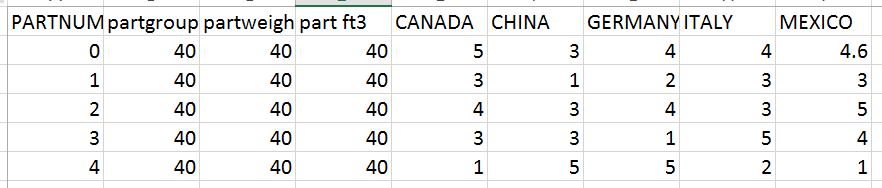 PARTNUM partgroup partweigh part ft3 CANADA CHINA GERMANY ITALY MEXICO
0 40 40 40 5 3 4 4 4.6
1 40 40 40 3 1 2 3 3
2 40 40 40 4 3 4 3 5
3 40 40 40 3 3 1 5 4
4 40 40 40 1 5 5 2 1